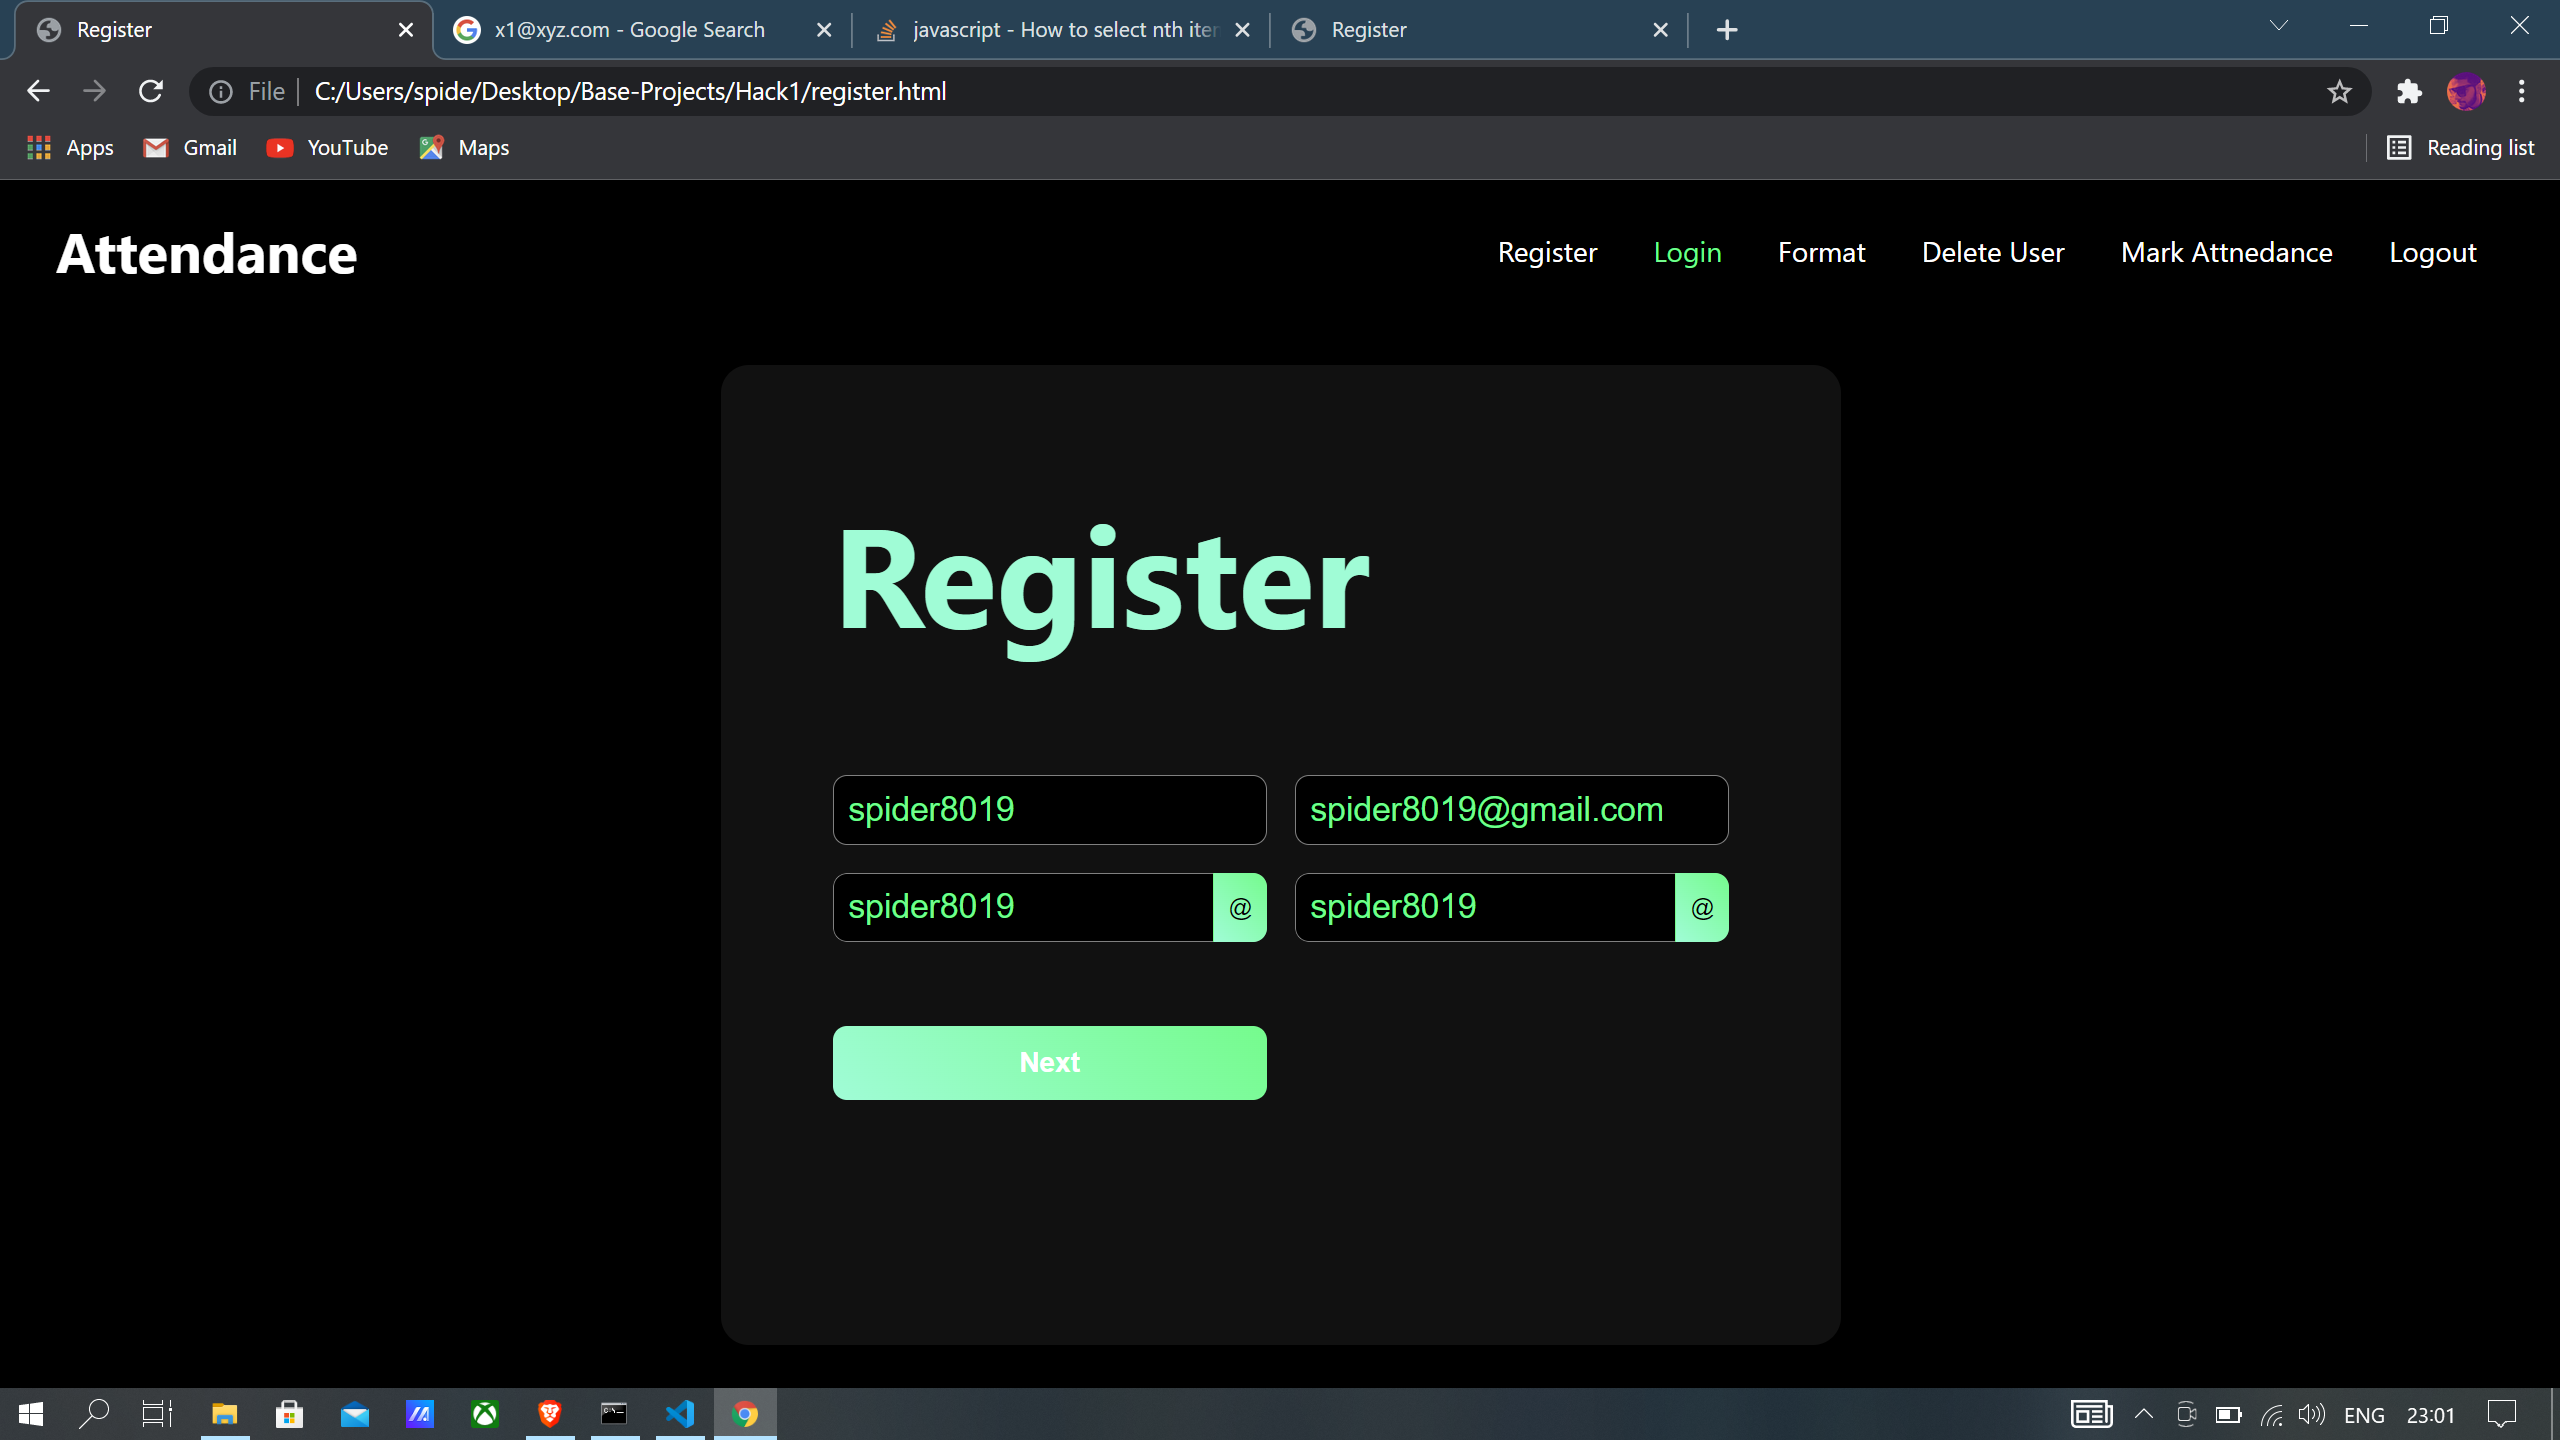 Register
x1@xyz.com - Google Search
javascript - How to select nth iter
Register
File
C:/Users/spide/Desktop/Base-Projects/Hack1/register.html
Apps
Gmail
YouTube
Maps
Reading list
Attendance
Register
Login
Format
Delete User
Mark Attnedance
Logout
Register
spider8019
spider8019@gmail.com
spider8019
@
spider8019
@
Next
ENG
23:01